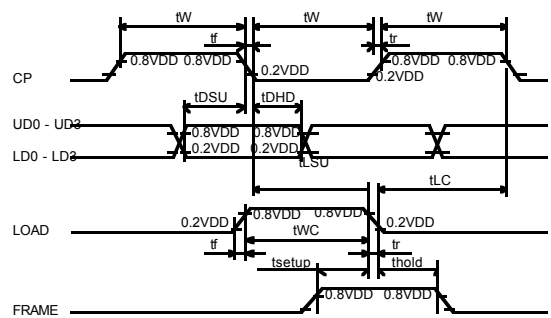 tW tW tW
tf tr
0.8VDD 0.8VDD 0.8VDD 0.8VDD
CP 0.2VDD 0.2VDD
tDSU tDHD
UD0 - UD3
0.8VDD 0.8VDD
LD0 - LD3 0.2VDD 0.2VDD
tLSU
tLC
0.8VDD 0.8VDD
LOAD 0.2VDD 0.2VDD
tf tWC tr
tsetup thold
0.8VDD 0.8VDD
FRAME